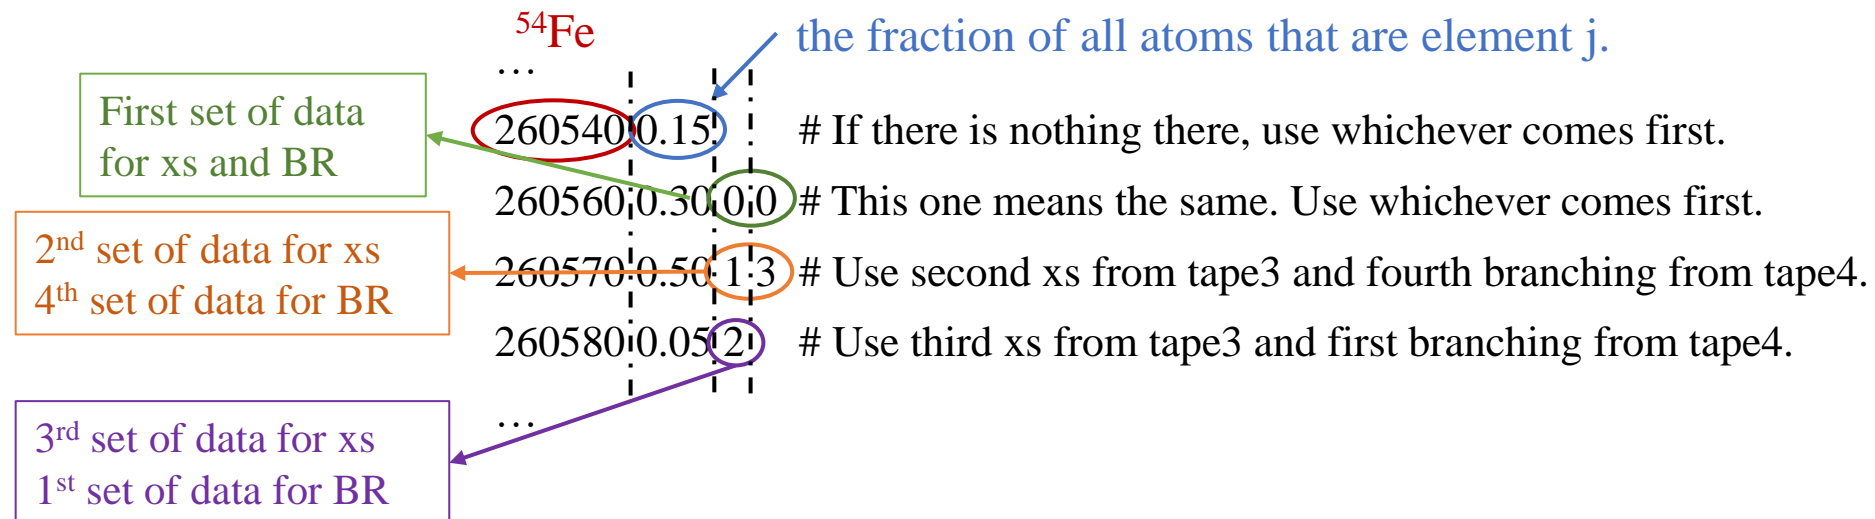 ⁵⁴Fe
the fraction of all atoms that are element j.
…
First set of data
for xs and BR
260540 0.15 # If there is nothing there, use whichever comes first.
260560 0.30 0 0 # This one means the same. Use whichever comes first.
2ⁿᵈ set of data for xs
4ᵗʰ set of data for BR
260570 0.50 1 3 # Use second xs from tape3 and fourth branching from tape4.
260580 0.05 2 # Use third xs from tape3 and first branching from tape4.
…
3ʳᵈ set of data for xs
1ˢᵗ set of data for BR